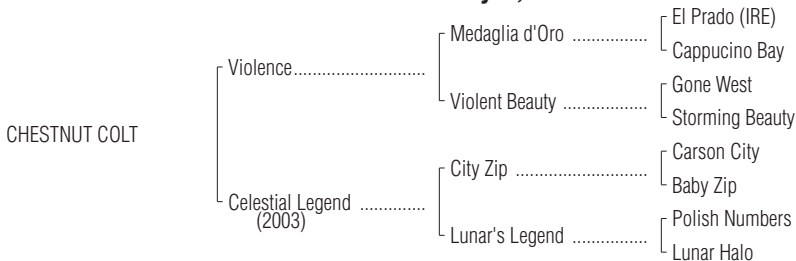 El Prado (IRE)
Medaglia d'Oro ..................
Cappucino Bay
Violence...........................
Gone West
Violent Beauty ..................
Storming Beauty
CHESTNUT COLT
Carson City
City Zip ..........................
Baby Zip
Celestial Legend ..............
(2003)
Polish Numbers
Lunar's Legend .................
Lunar Halo